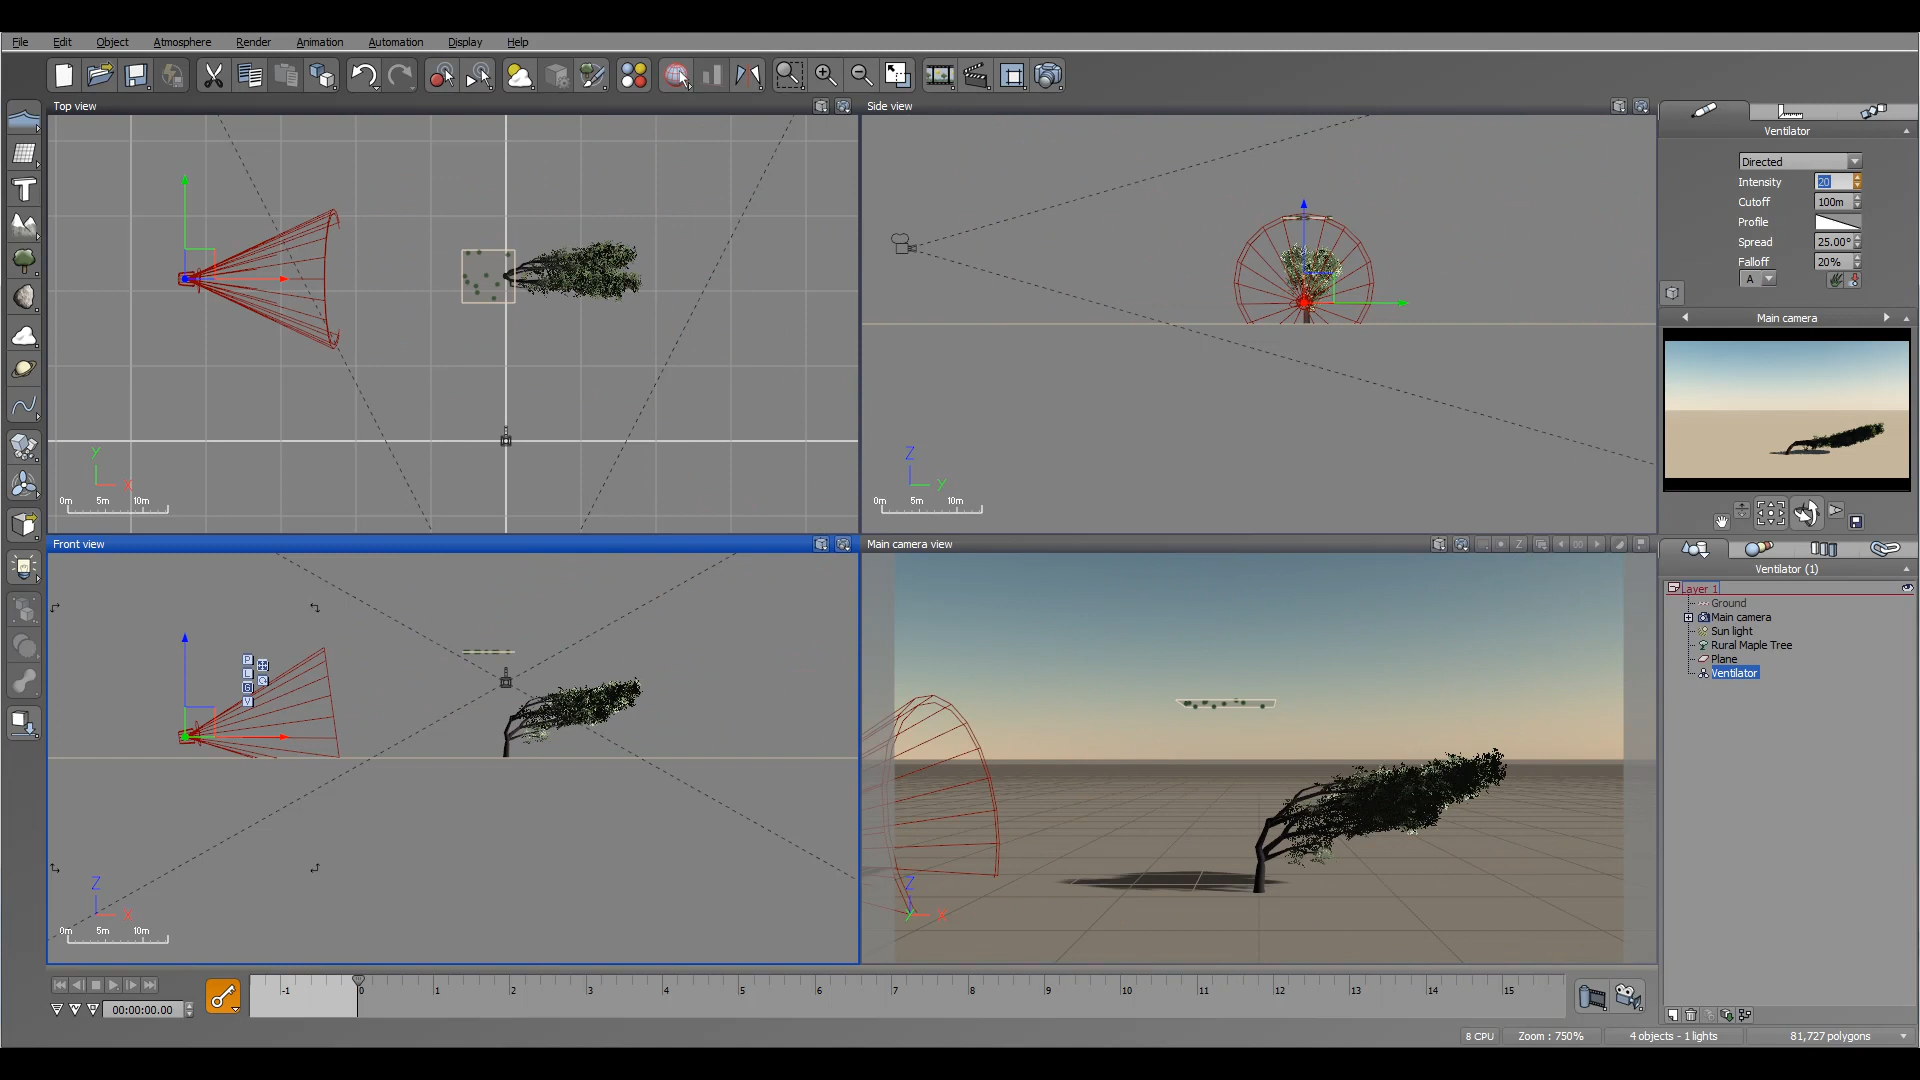 File Edit Object Atmosphere Render Animation Automation Display Help
Top view
Side view
Ventilator
Directed
Intensity 20
Cutoff 100m
Profile
Spread 25.00°
Falloff 20%
A
Main camera
Y
X
0m 5m 10m
Z
Y
0m 5m 10m
Front view
Main camera view
Z
Ventilator (1)
Layer 1
Ground
Main camera
Sun light
Rural Maple Tree
Plane
Ventilator
P
L
G
V
Z
X
0m 5m 10m
Z
Y X
-1 0 1 2 3 4 5 6 7 8 9 10 11 12 13 14 15
00:00:00.00
8 CPU Zoom : 750% 4 objects - 1 lights 81,727 polygons